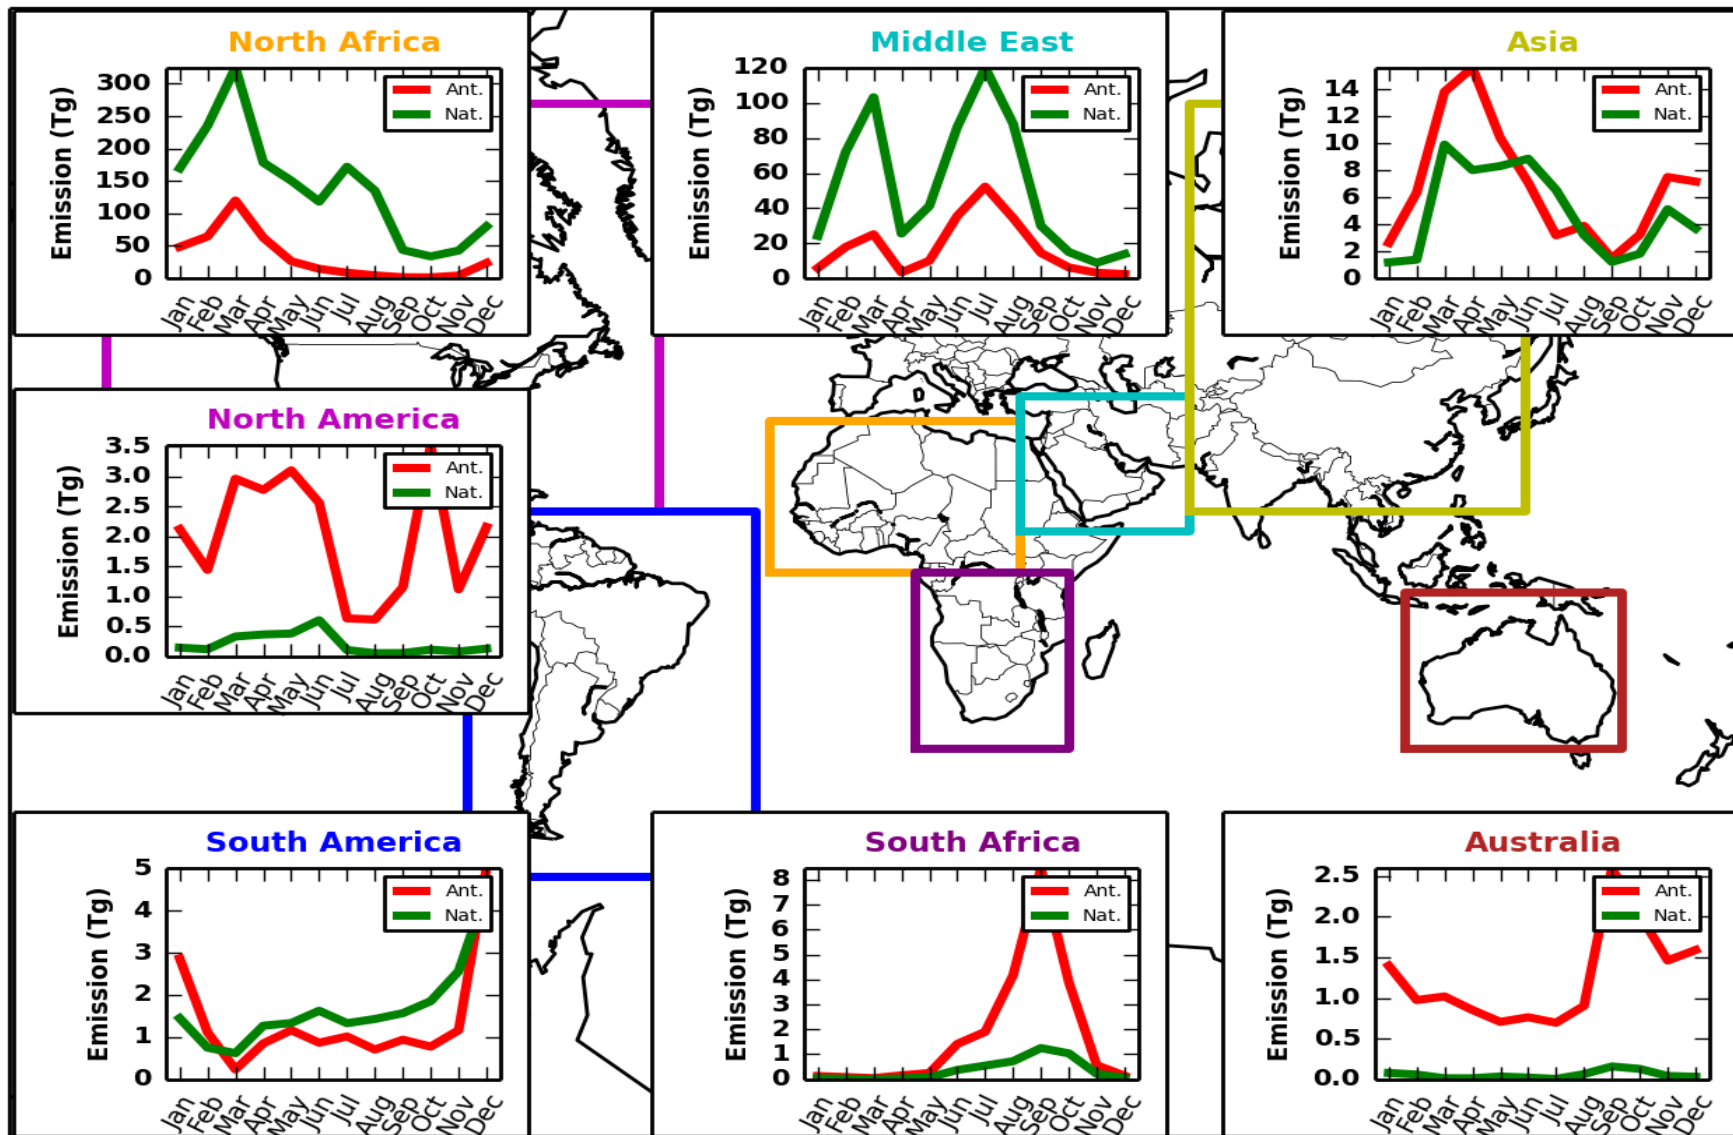 North Africa
Emission (Tg)
300
250
200
150
100
50
0
Ant.
Nat.
Jan Feb Mar Apr May Jun Jul Aug Sep Oct Nov Dec
Middle East
Emission (Tg)
120
100
80
60
40
20
0
Ant.
Nat.
Jan Feb Mar Apr May Jun Jul Aug Sep Oct Nov Dec
Asia
Emission (Tg)
14
12
10
8
6
4
2
0
Ant.
Nat.
Jan Feb Mar Apr May Jun Jul Aug Sep Oct Nov Dec
North America
Emission (Tg)
3.5
3.0
2.5
2.0
1.5
1.0
0.5
0.0
Ant.
Nat.
Jan Feb Mar Apr May Jun Jul Aug Sep Oct Nov Dec
South America
Emission (Tg)
5
4
3
2
1
0
Ant.
Nat.
Jan Feb Mar Apr May Jun Jul Aug Sep Oct Nov Dec
South Africa
Emission (Tg)
8
7
6
5
4
3
2
1
0
Ant.
Nat.
Jan Feb Mar Apr May Jun Jul Aug Sep Oct Nov Dec
Australia
Emission (Tg)
2.5
2.0
1.5
1.0
0.5
0.0
Ant.
Nat.
Jan Feb Mar Apr May Jun Jul Aug Sep Oct Nov Dec